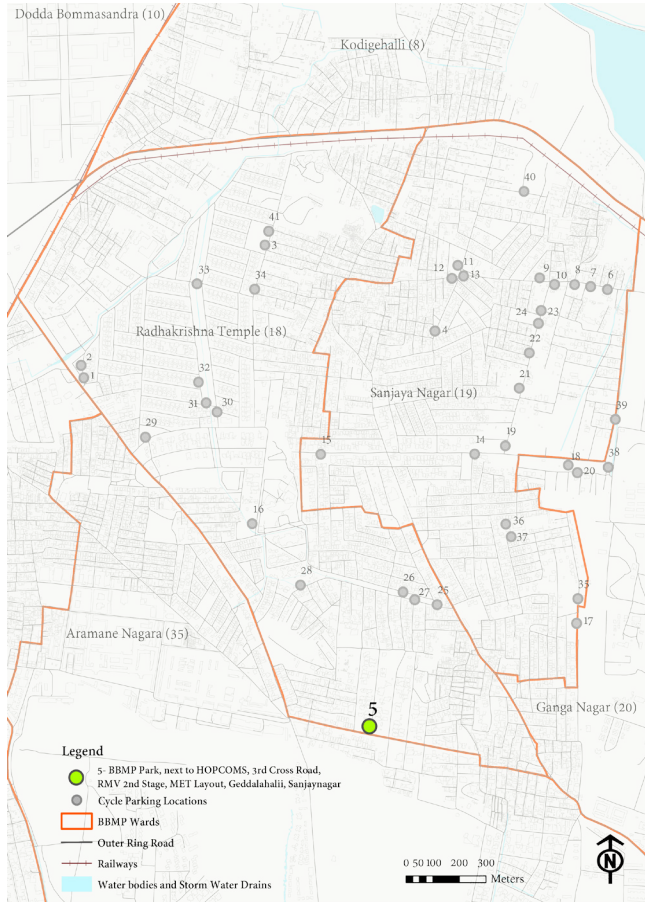 Dodda Bommasandra (10)
Kodigehalli (8)
40
41
3
11
12
13
9
10
8
7
6
33
34
24
23
4
Radhakrishna Temple (18)
22
2
1
32
21
Sanjaya Nagar (19)
31
30
39
29
19
15
14
18
38
20
16
36
37
28
26
27
25
35
17
Aramane Nagara (35)
5
Ganga Nagar (20)
Legend
5- BBMP Park, next to HOPCOMS, 3rd Cross Road,
RMV 2nd Stage, MET Layout, Geddalahalii, Sanjaynagar
Cycle Parking Locations
BBMP Wards
Outer Ring Road
Railways
Water bodies and Storm Water Drains
N
0 50 100 200 300
Meters